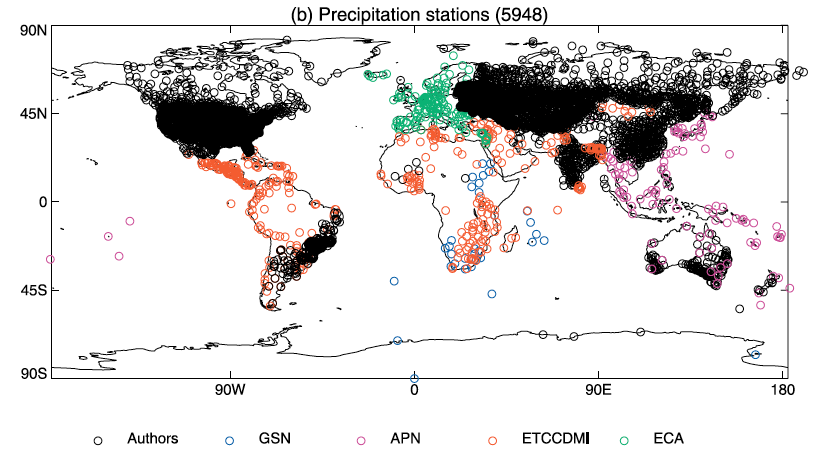 (b) Precipitation stations (5948)
90N
45N
0
45S
90S
90W 0 90E 180
Authors GSN APN ETCCDMI ECA